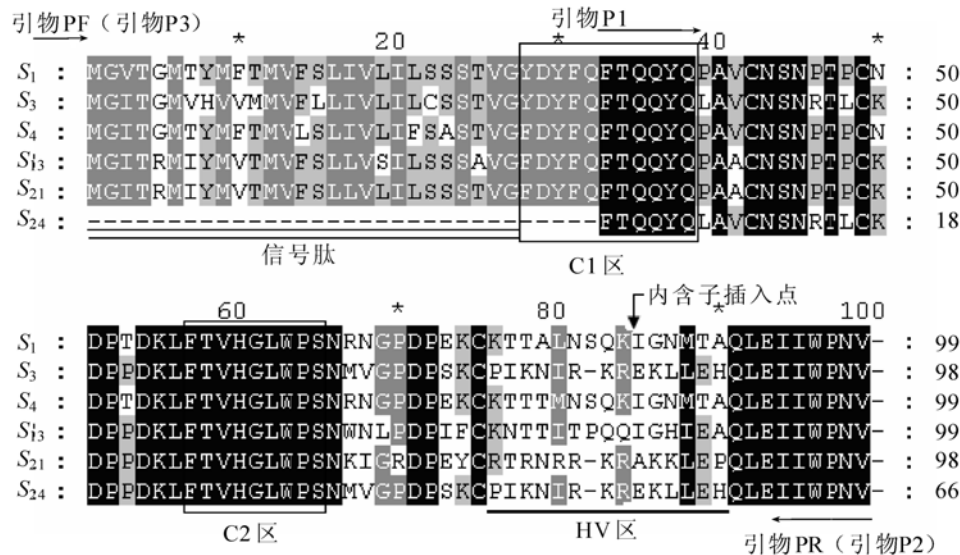 引物PF（引物P3） 引物P1
* 20 * 40 *
S1 : MGVTGMTYMFTMVFSLIVLILSSSTVGYDYFQFTQQYQPAVCNSNPTPCN : 50
S3 : MGITGMVHVVMMVFLLIVLILCSSTVGYDYFQFTQQYQLAVCNSNRTLCK : 50
S4 : MGITGMTYMFTMVLSLIVLIFSASTVGFDYFQFTQQYQPAVCNSNPTPCN : 50
S13' : MGITRMIYMVTMVFSLLVSILSSSAVGFDYFQFTQQYQPAACNSNPTPCK : 50
S21 : MGITRMIYMVTMVFSLLVLILSSSTVGFDYFQFTQQYQPAACNSNPTPCK : 50
S24 : --------------------------------FTQQYQLAVCNSNRTLCK : 18
信号肽 C1区
60 * 80 * 100
内含子插入点
S1 : DPTDKLFTVHGLWPSNRNGPDPEKCKTTALNSQKIGNMTAQLEIIWPNV- : 99
S3 : DPPDKLFTVHGLWPSNMVGPDPSKCPIKNIR-KREKLLEHQLEIIWPNV- : 98
S4 : DPTDKLFTVHGLWPSNRNGPDPEKCKTTTMNSQKIGNMTAQLEIIWPNV- : 99
S13' : DPPDKLFTVHGLWPSNWNLPDPIFCKNTTITPQQIGHIEAQLEIIWPNV- : 99
S21 : DPPDKLFTVHGLWPSNKIGRDPEYCKTRNRR-KRAKKLEPQLEIIWPNV- : 98
S24 : DPPDKLFTVHGLWPSNMVGPDPSKCPIKNIR-KREKLLEHQLEIIWPNV- : 66
C2区 HV区 引物PR（引物P2）